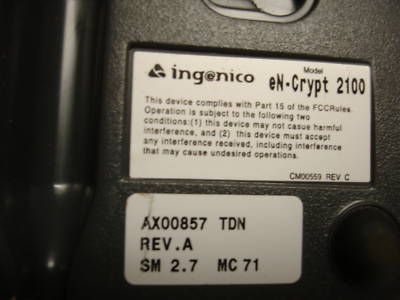 ingenico
Model
eN-Crypt 2100
This device complies with Part 15 of the FCCRules.
Operation is subject to the following two
conditions:(1) this device may not casue harmful
interference, and (2) this device must accept
any interference received, including interference
that may cause undesired operations.
CM00559 REV C
AX00857 TDN
REV.A
SM 2.7 MC 71